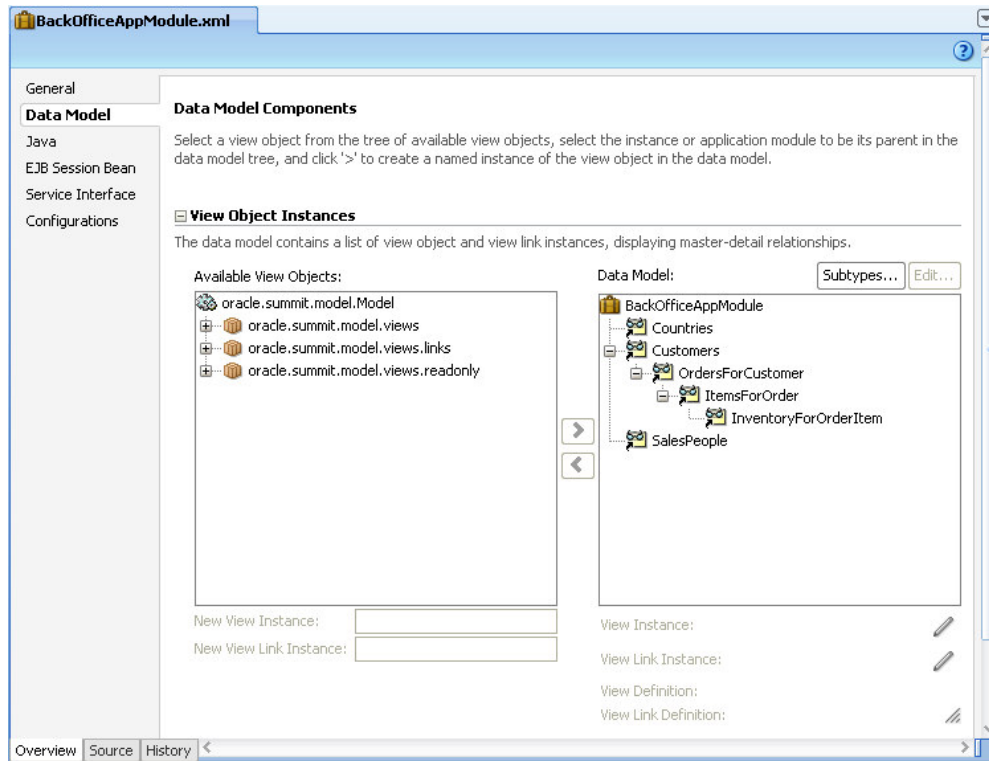 BackOfficeAppModule.xml
General
Data Model
Java
EJB Session Bean
Service Interface
Configurations
Data Model Components
Select a view object from the tree of available view objects, select the instance or application module to be its parent in the
data model tree, and click '>' to create a named instance of the view object in the data model.
View Object Instances
The data model contains a list of view object and view link instances, displaying master-detail relationships.
Available View Objects:
oracle.summit.model.Model
oracle.summit.model.views
oracle.summit.model.views.links
oracle.summit.model.views.readonly
New View Instance:
New View Link Instance:
Data Model:
Subtypes...
Edit...
BackOfficeAppModule
Countries
Customers
OrdersForCustomer
ItemsForOrder
InventoryForOrderItem
SalesPeople
View Instance:
View Link Instance:
View Definition:
View Link Definition:
Overview
Source
History